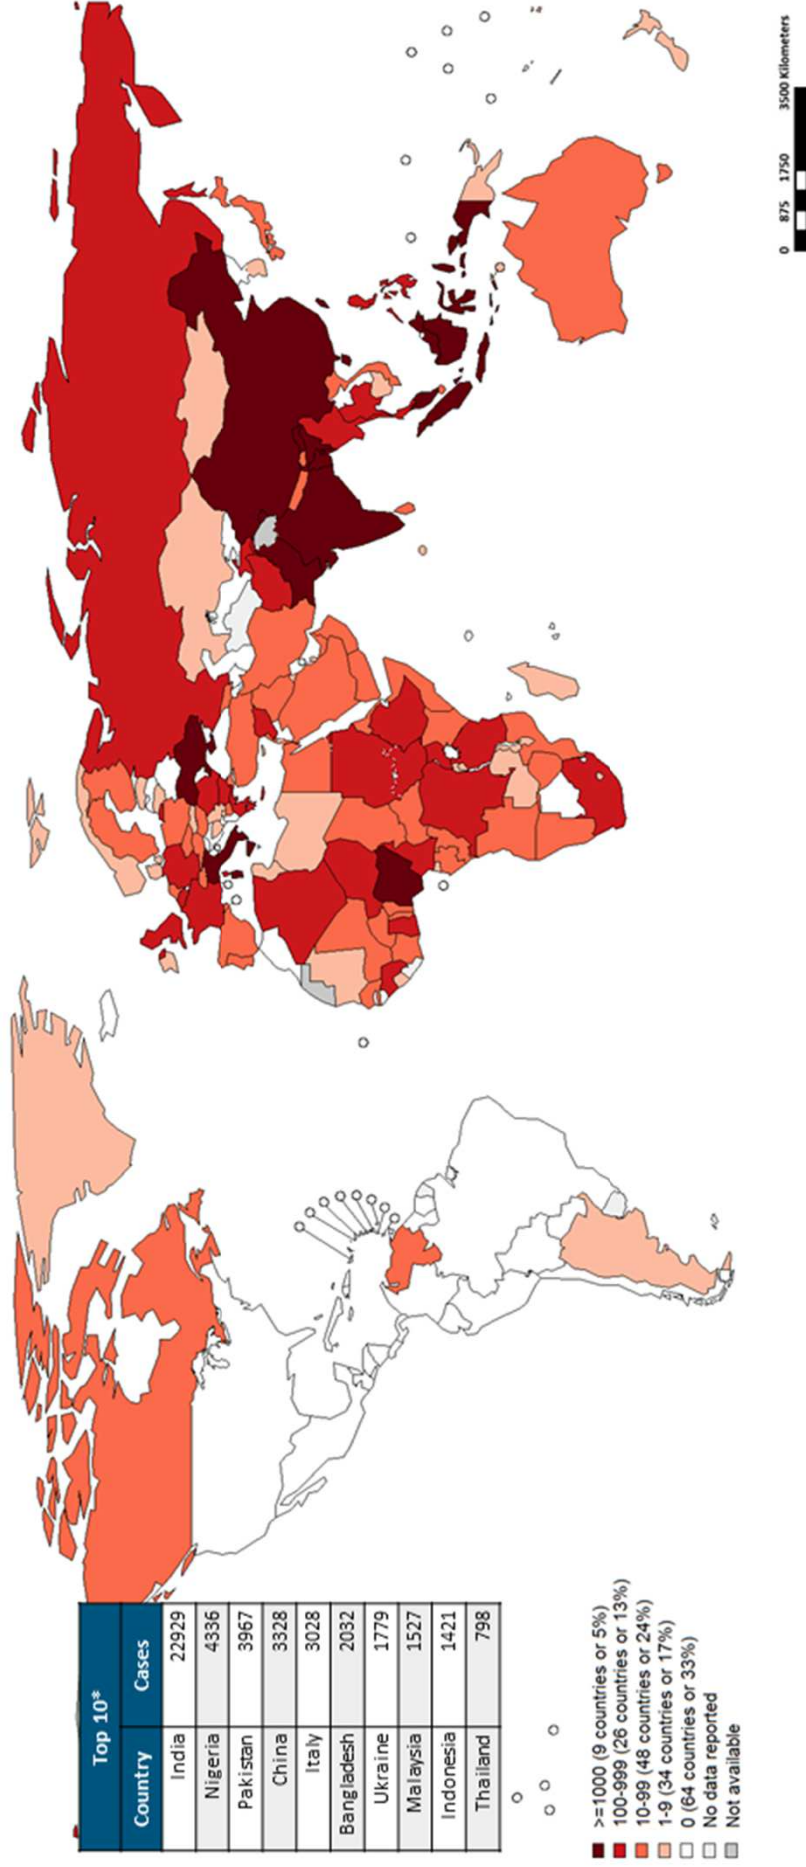 Top 10*
Country Cases
India 22929
Nigeria 4336
Pakistan 3967
China 3328
Italy 3028
Bangladesh 2032
Ukraine 1779
Malaysia 1527
Indonesia 1421
Thailand 798
>=1000 (9 countries or 5%)
100-999 (26 countries or 13%)
10-99 (48 countries or 24%)
1-9 (34 countries or 17%)
0 (64 countries or 33%)
No data reported
Not available
0 875 1750 3500 Kilometers